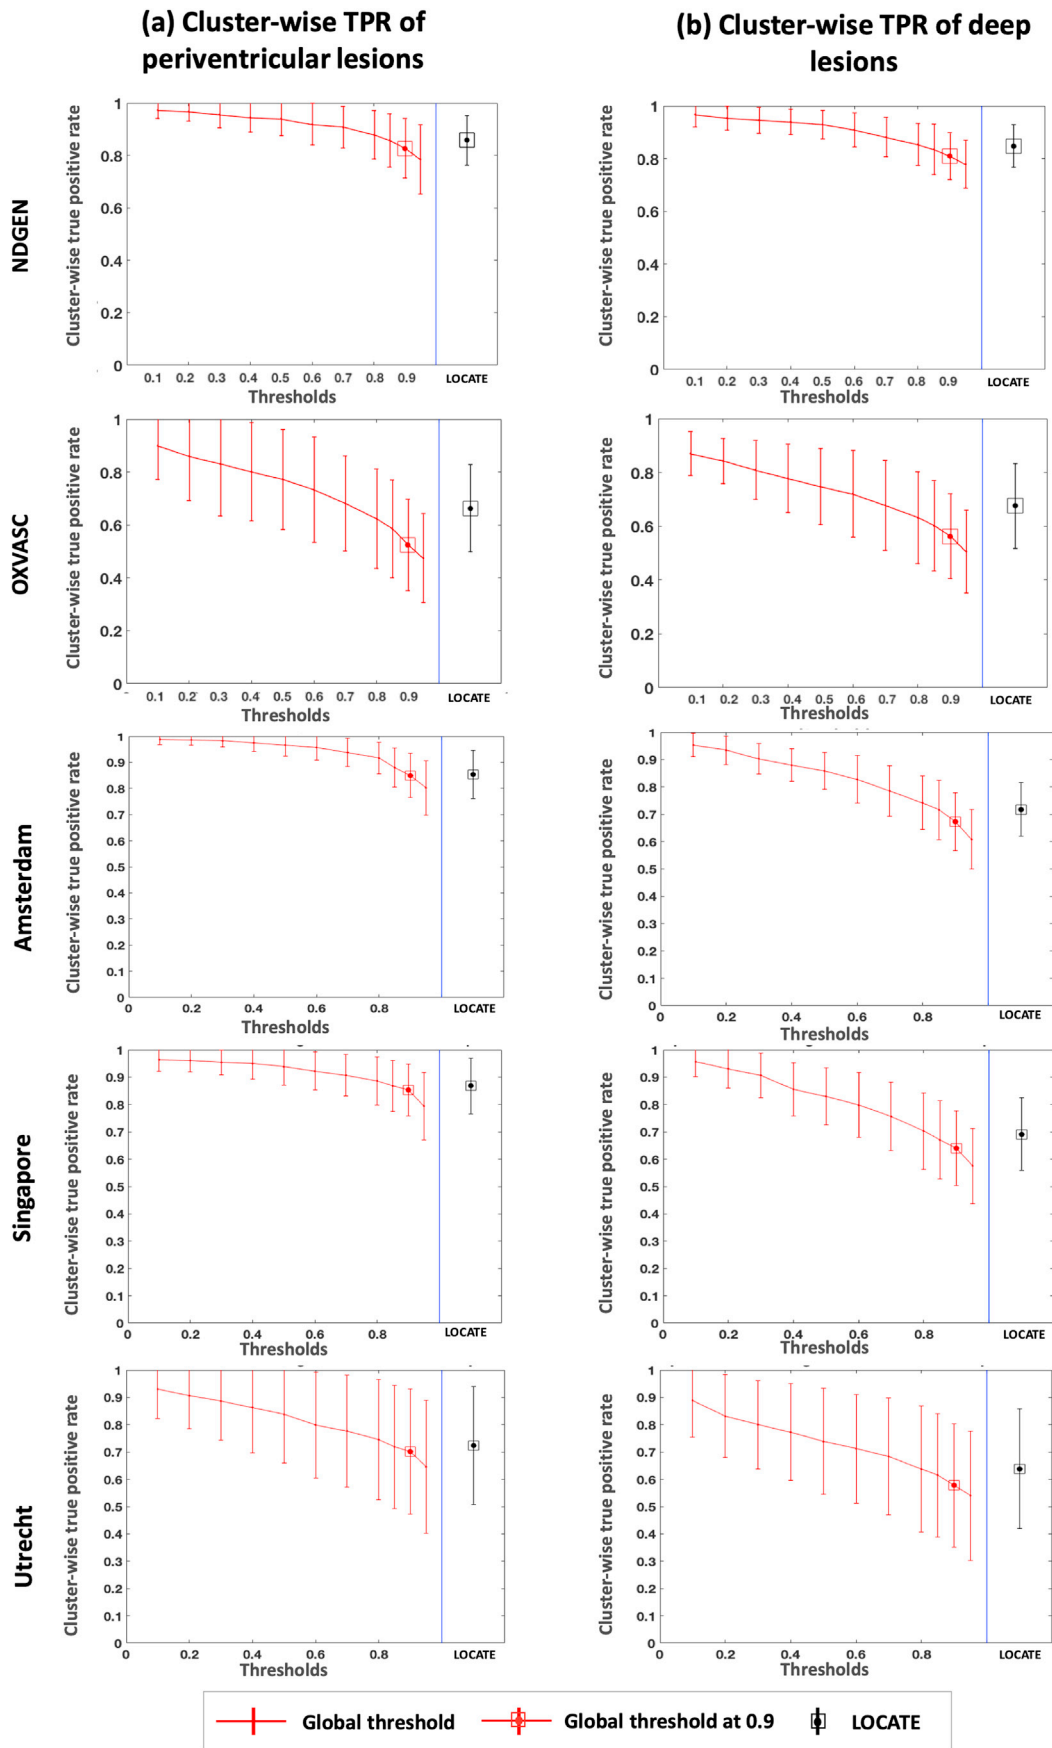 (a) Cluster-wise TPR of
periventricular lesions
(b) Cluster-wise TPR of deep
lesions
NDGEN
Cluster-wise true positive rate
1
0.8
0.6
0.4
0.2
0
0.1 0.2 0.3 0.4 0.5 0.6 0.7 0.8 0.9 LOCATE
Thresholds
Cluster-wise true positive rate
1
0.8
0.6
0.4
0.2
0
0.1 0.2 0.3 0.4 0.5 0.6 0.7 0.8 0.9 LOCATE
Thresholds
OXVASC
Cluster-wise true positive rate
1
0.8
0.6
0.4
0.2
0
0.1 0.2 0.3 0.4 0.5 0.6 0.7 0.8 0.9 LOCATE
Thresholds
Cluster-wise true positive rate
1
0.8
0.6
0.4
0.2
0
0.1 0.2 0.3 0.4 0.5 0.6 0.7 0.8 0.9 LOCATE
Thresholds
Amsterdam
Cluster-wise true positive rate
1
0.9
0.8
0.7
0.6
0.5
0.4
0.3
0.2
0.1
0
0 0.2 0.4 0.6 0.8 LOCATE
Thresholds
Cluster-wise true positive rate
1
0.9
0.8
0.7
0.6
0.5
0.4
0.3
0.2
0.1
0
0 0.2 0.4 0.6 0.8 LOCATE
Thresholds
Singapore
Cluster-wise true positive rate
1
0.9
0.8
0.7
0.6
0.5
0.4
0.3
0.2
0.1
0
0 0.2 0.4 0.6 0.8 LOCATE
Thresholds
Cluster-wise true positive rate
1
0.9
0.8
0.7
0.6
0.5
0.4
0.3
0.2
0.1
0
0 0.2 0.4 0.6 0.8 LOCATE
Thresholds
Utrecht
Cluster-wise true positive rate
1
0.9
0.8
0.7
0.6
0.5
0.4
0.3
0.2
0.1
0
0 0.2 0.4 0.6 0.8 LOCATE
Thresholds
Cluster-wise true positive rate
1
0.9
0.8
0.7
0.6
0.5
0.4
0.3
0.2
0.1
0
0 0.2 0.4 0.6 0.8 LOCATE
Thresholds
Global threshold Global threshold at 0.9 LOCATE